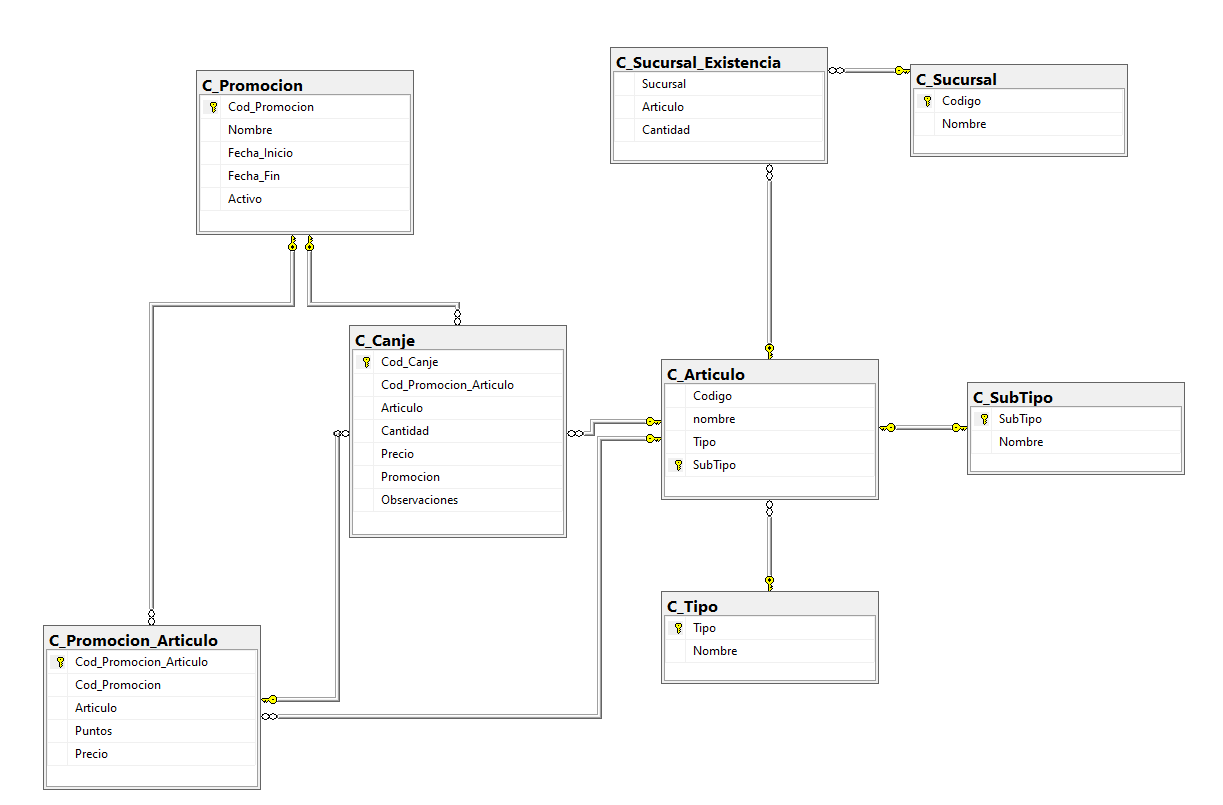 C_Promocion
Cod_Promocion
Nombre
Fecha_Inicio
Fecha_Fin
Activo
C_Sucursal_Existencia
Sucursal
Articulo
Cantidad
C_Sucursal
Codigo
Nombre
C_Canje
Cod_Canje
Cod_Promocion_Articulo
Articulo
Cantidad
Precio
Promocion
Observaciones
C_Articulo
Codigo
nombre
Tipo
SubTipo
C_SubTipo
SubTipo
Nombre
C_Tipo
Tipo
Nombre
C_Promocion_Articulo
Cod_Promocion_Articulo
Cod_Promocion
Articulo
Puntos
Precio